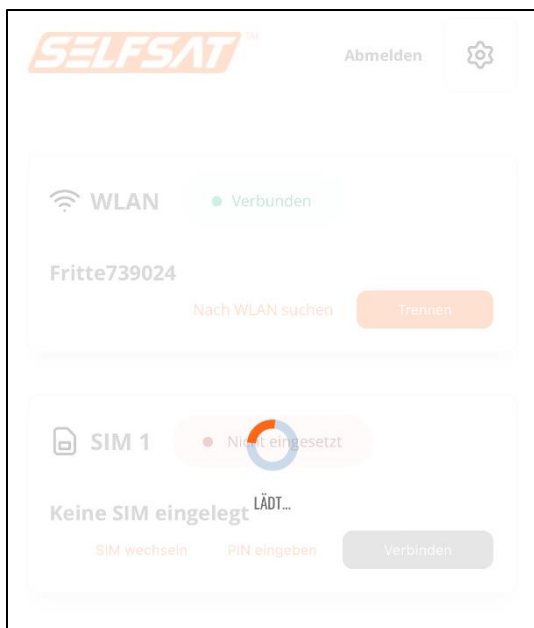 SELFSAT™
Abmelden
WLAN
Verbunden
Fritte739024
Nach WLAN suchen
Trennen
SIM 1
Nicht eingesetzt
LÄDT...
Keine SIM eingelegt
SIM wechseln
PIN eingeben
Verbinden